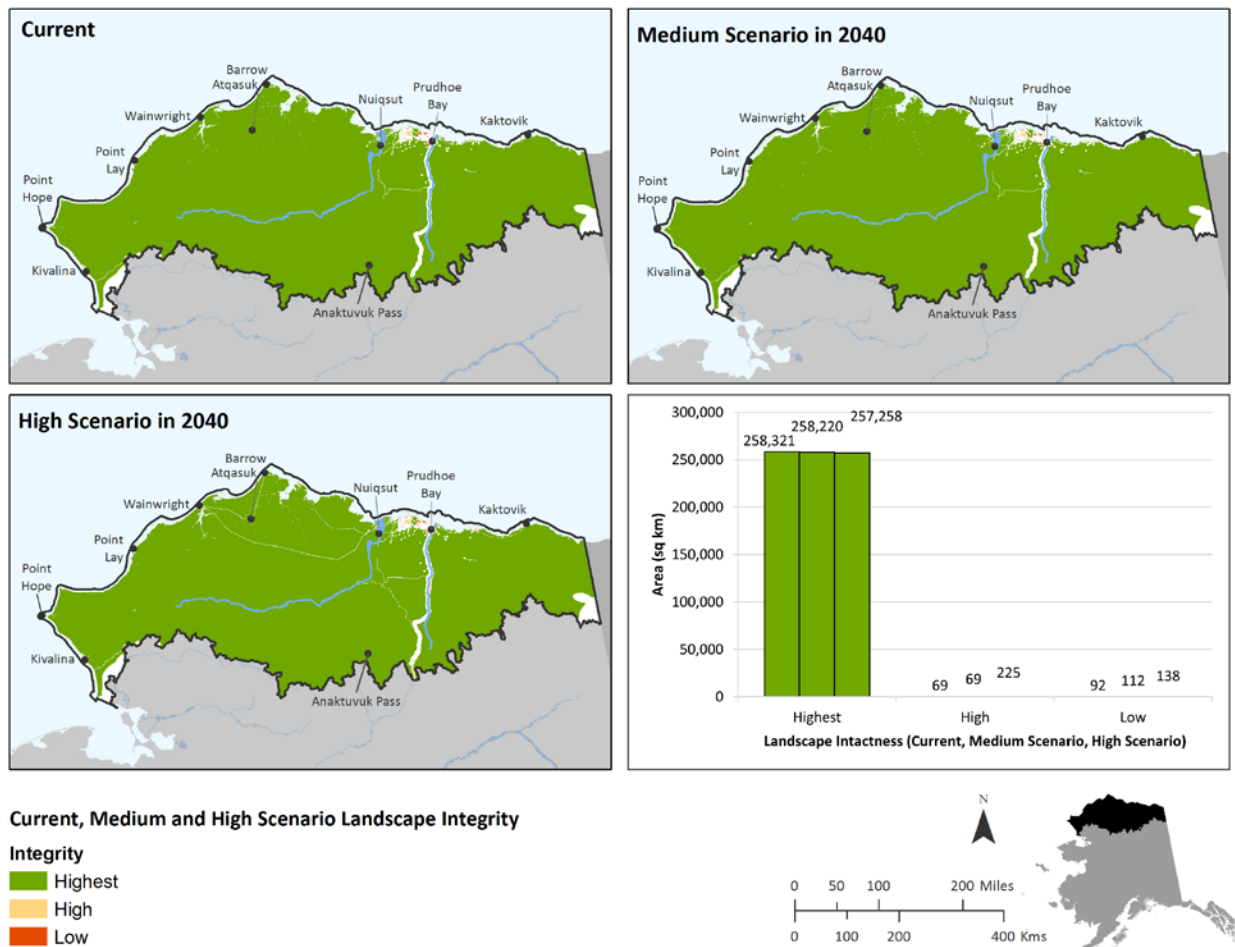 Current
Barrow
Atqasuk
Wainwright
Point
Lay
Point
Hope
Kivalina
Nuiqsut
Prudhoe
Bay
Kaktovik
Anaktuvuk Pass
Medium Scenario in 2040
Barrow
Atqasuk
Wainwright
Point
Lay
Point
Hope
Kivalina
Nuiqsut
Prudhoe
Bay
Kaktovik
Anaktuvuk Pass
High Scenario in 2040
Barrow
Atqasuk
Wainwright
Point
Lay
Point
Hope
Kivalina
Nuiqsut
Prudhoe
Bay
Kaktovik
Anaktuvuk Pass
Area (sq km)
300,000
250,000
200,000
150,000
100,000
50,000
0
258,321
258,220
257,258
69
69
225
92
112
138
Highest
High
Low
Landscape Intactness (Current, Medium Scenario, High Scenario)
Current, Medium and High Scenario Landscape Integrity
Integrity
Highest
High
Low
N
0 50 100 200 Miles
0 100 200 400 Kms